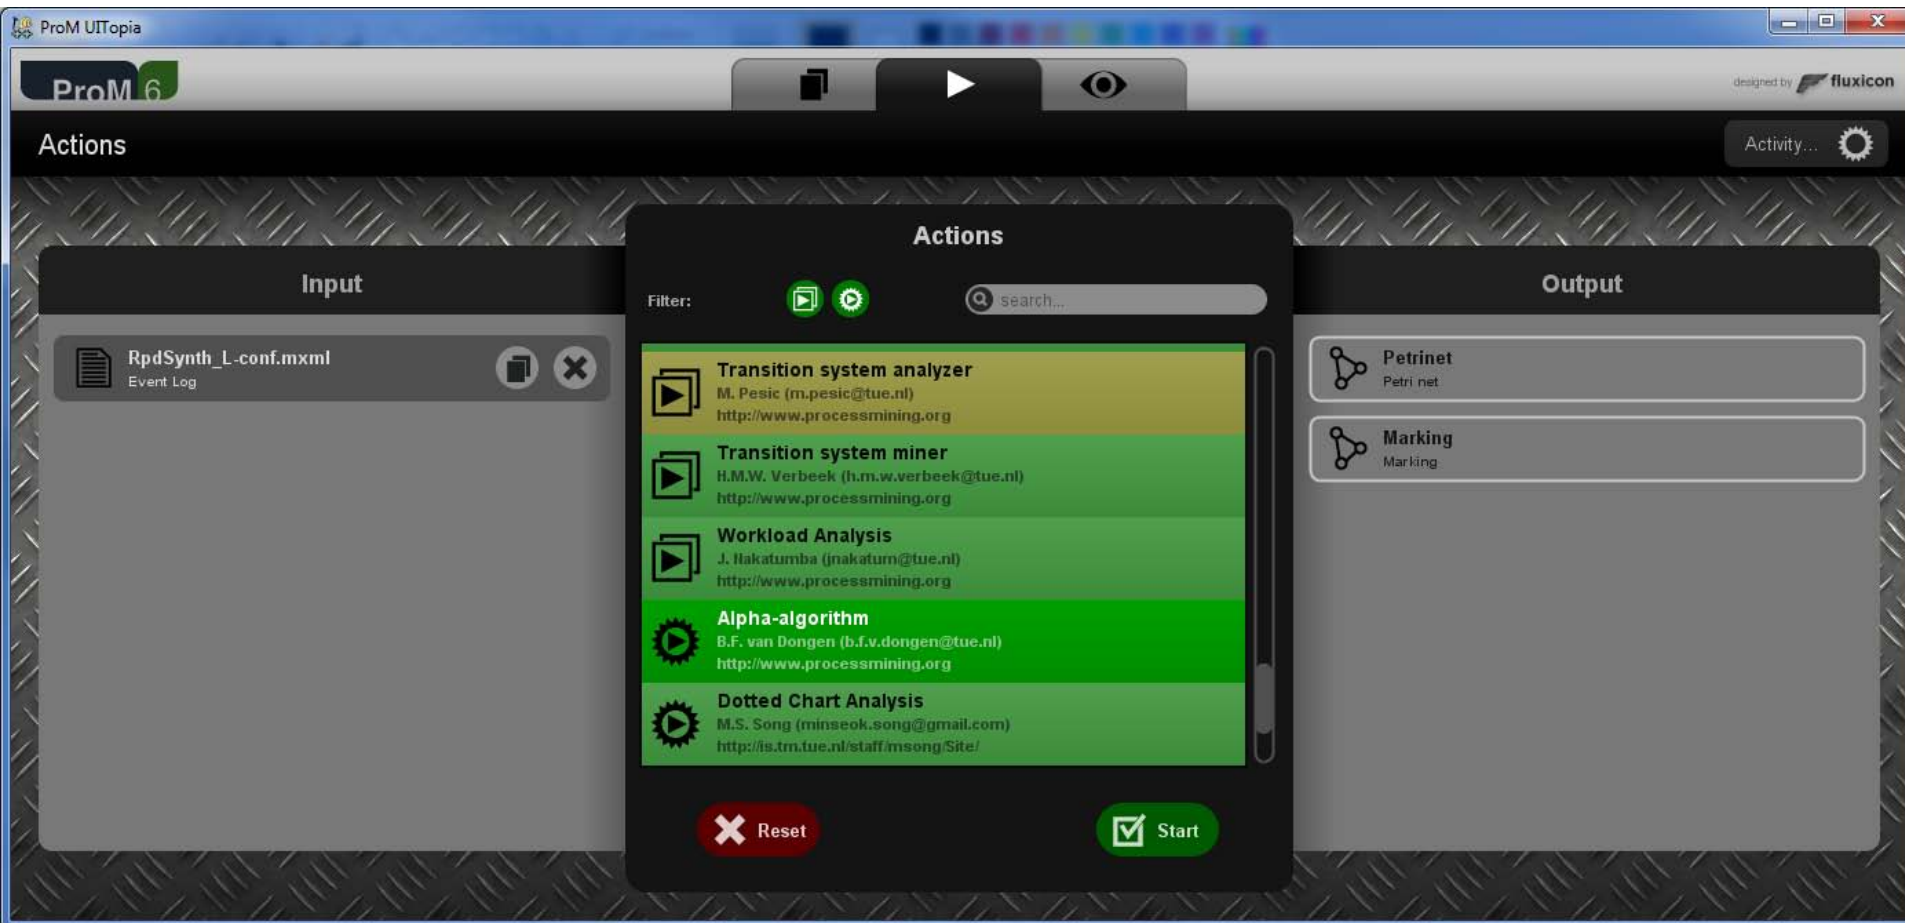 ProM UITopia
ProM 6
designed by fluxicon
Actions
Activity...
Input
RpdSynth_L-conf.mxml
Event Log
Actions
Filter:
search...
Transition system analyzer
M. Pesic (m.pesic@tue.nl)
http://www.processmining.org
Transition system miner
H.M.W. Verbeek (h.m.w.verbeek@tue.nl)
http://www.processmining.org
Workload Analysis
J. Nakatumba (jnakatum@tue.nl)
http://www.processmining.org
Alpha-algorithm
B.F. van Dongen (b.f.v.dongen@tue.nl)
http://www.processmining.org
Dotted Chart Analysis
M.S. Song (minseok.song@gmail.com)
http://is.tm.tue.nl/staff/msong/Site/
Reset
Start
Output
Petrinet
Petri net
Marking
Marking